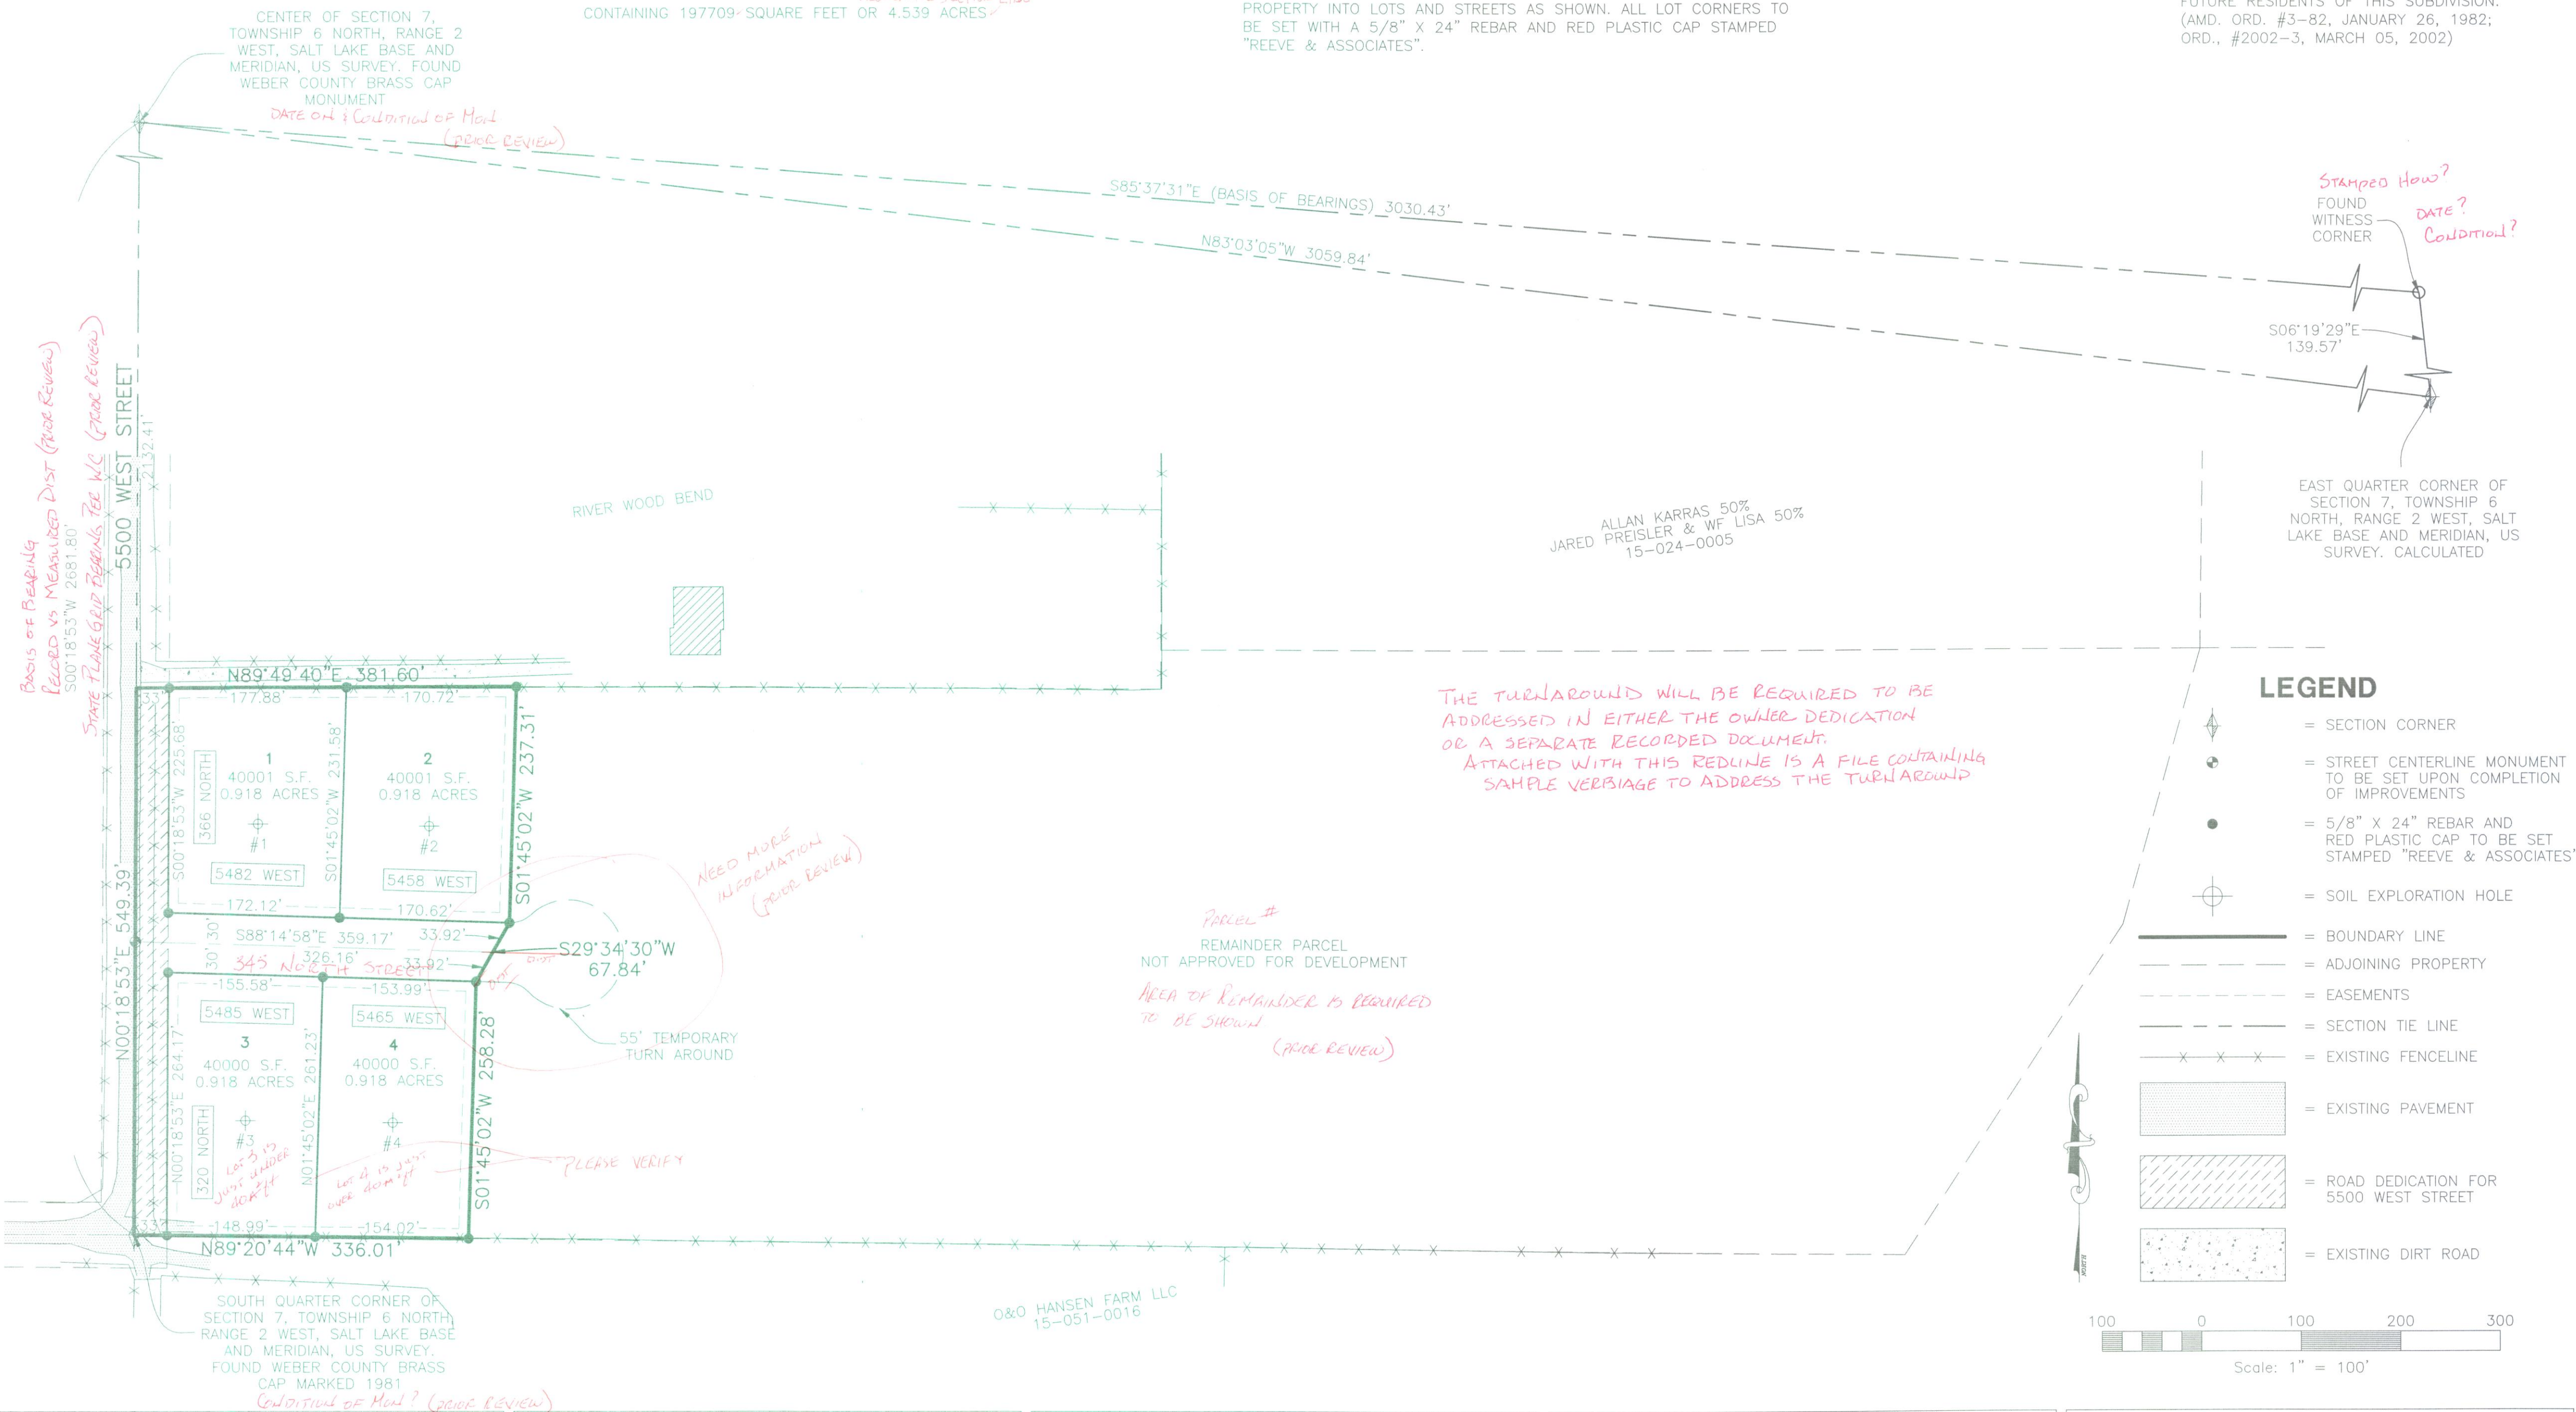 CONTAINING 197709 SQUARE FEET OR 4.539 ACRES
PROPERTY INTO LOTS AND STREETS AS SHOWN. ALL LOT CORNERS TO
BE SET WITH A 5/8" X 24" REBAR AND RED PLASTIC CAP STAMPED
"REEVE & ASSOCIATES".
FUTURE RESIDENTS OF THIS SUBDIVISION.
(AMD. ORD. #3-82, JANUARY 26, 1982;
ORD., #2002-3, MARCH 05, 2002)
CENTER OF SECTION 7,
TOWNSHIP 6 NORTH, RANGE 2
WEST, SALT LAKE BASE AND
MERIDIAN, US SURVEY. FOUND
WEBER COUNTY BRASS CAP
MONUMENT
DATE ON & CONDITION OF MON
(PRIOR REVIEW)
S85°37'31"E (BASIS OF BEARINGS) 3030.43'
N83°03'05"W 3059.84'
STAMPED HOW?
FOUND
WITNESS
CORNER
DATE?
CONDITION?
S06°19'29"E
139.57'
EAST QUARTER CORNER OF
SECTION 7, TOWNSHIP 6
NORTH, RANGE 2 WEST, SALT
LAKE BASE AND MERIDIAN, US
SURVEY. CALCULATED
BASIS OF BEARING
RECORD VS MEASURED DIST (PRIOR REVIEW)
S00°18'53"W 2681.80'
STATE PLANE GRID BEARING PER WC (PRIOR REVIEW)
5500 WEST STREET
2132.41'
RIVER WOOD BEND
ALLAN KARRAS 50%
JARED PREISLER & WF LISA 50%
15-024-0005
N89°49'40"E 381.60'
33'
177.88'
170.72'
S00°18'53"W 225.68'
366 NORTH
1
40001 S.F.
0.918 ACRES
#1
5482 WEST
S01°45'02"W 231.58'
2
40001 S.F.
0.918 ACRES
#2
5458 WEST
S01°45'02"W 237.31'
172.12'
170.62'
N00°18'53"E 549.39'
30'
30'
S88°14'58"E 359.17'
33.92'
326.16'
33.92'
345 NORTH STREET
S29°34'30"W
67.84'
DIST
DIST
NEED MORE
INFORMATION
(PRIOR REVIEW)
155.58'
153.99'
N00°18'53"E 264.17'
320 NORTH
5485 WEST
3
40000 S.F.
0.918 ACRES
#3
LOT 3 IS
JUST UNDER
N01°45'02"E 261.23'
5465 WEST
4
40000 S.F.
0.918 ACRES
#4
LOT 4 IS JUST
S01°45'02"W 258.28'
PLEASE VERIFY
55' TEMPORARY
TURN AROUND
33'
148.99'
154.02'
N89°20'44"W 336.01'
SOUTH QUARTER CORNER OF
SECTION 7, TOWNSHIP 6 NORTH,
RANGE 2 WEST, SALT LAKE BASE
AND MERIDIAN, US SURVEY.
FOUND WEBER COUNTY BRASS
CAP MARKED 1981
CONDITION OF MON? (PRIOR REVIEW)
THE TURNAROUND WILL BE REQUIRED TO BE
ADDRESSED IN EITHER THE OWNER DEDICATION
OR A SEPARATE RECORDED DOCUMENT.
ATTACHED WITH THIS REDLINE IS A FILE CONTAINING
SAMPLE VERBIAGE TO ADDRESS THE TURNAROUND
PARCEL #
REMAINDER PARCEL
NOT APPROVED FOR DEVELOPMENT
AREA OF REMAINDER IS REQUIRED
TO BE SHOWN.
(PRIOR REVIEW)
O&O HANSEN FARM LLC
15-051-0016
LEGEND
= SECTION CORNER
= STREET CENTERLINE MONUMENT
TO BE SET UPON COMPLETION
OF IMPROVEMENTS
= 5/8" X 24" REBAR AND
RED PLASTIC CAP TO BE SET
STAMPED "REEVE & ASSOCIATES"
= SOIL EXPLORATION HOLE
= BOUNDARY LINE
= ADJOINING PROPERTY
= EASEMENTS
= SECTION TIE LINE
= EXISTING FENCELINE
= EXISTING PAVEMENT
= ROAD DEDICATION FOR
5500 WEST STREET
= EXISTING DIRT ROAD
NORTH
100 0 100 200 300
Scale: 1" = 100'